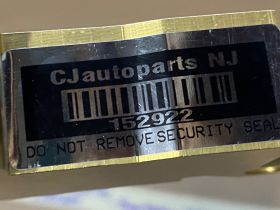 CJautoparts NJ
152922
DO NOT REMOVE SECURITY SEAL